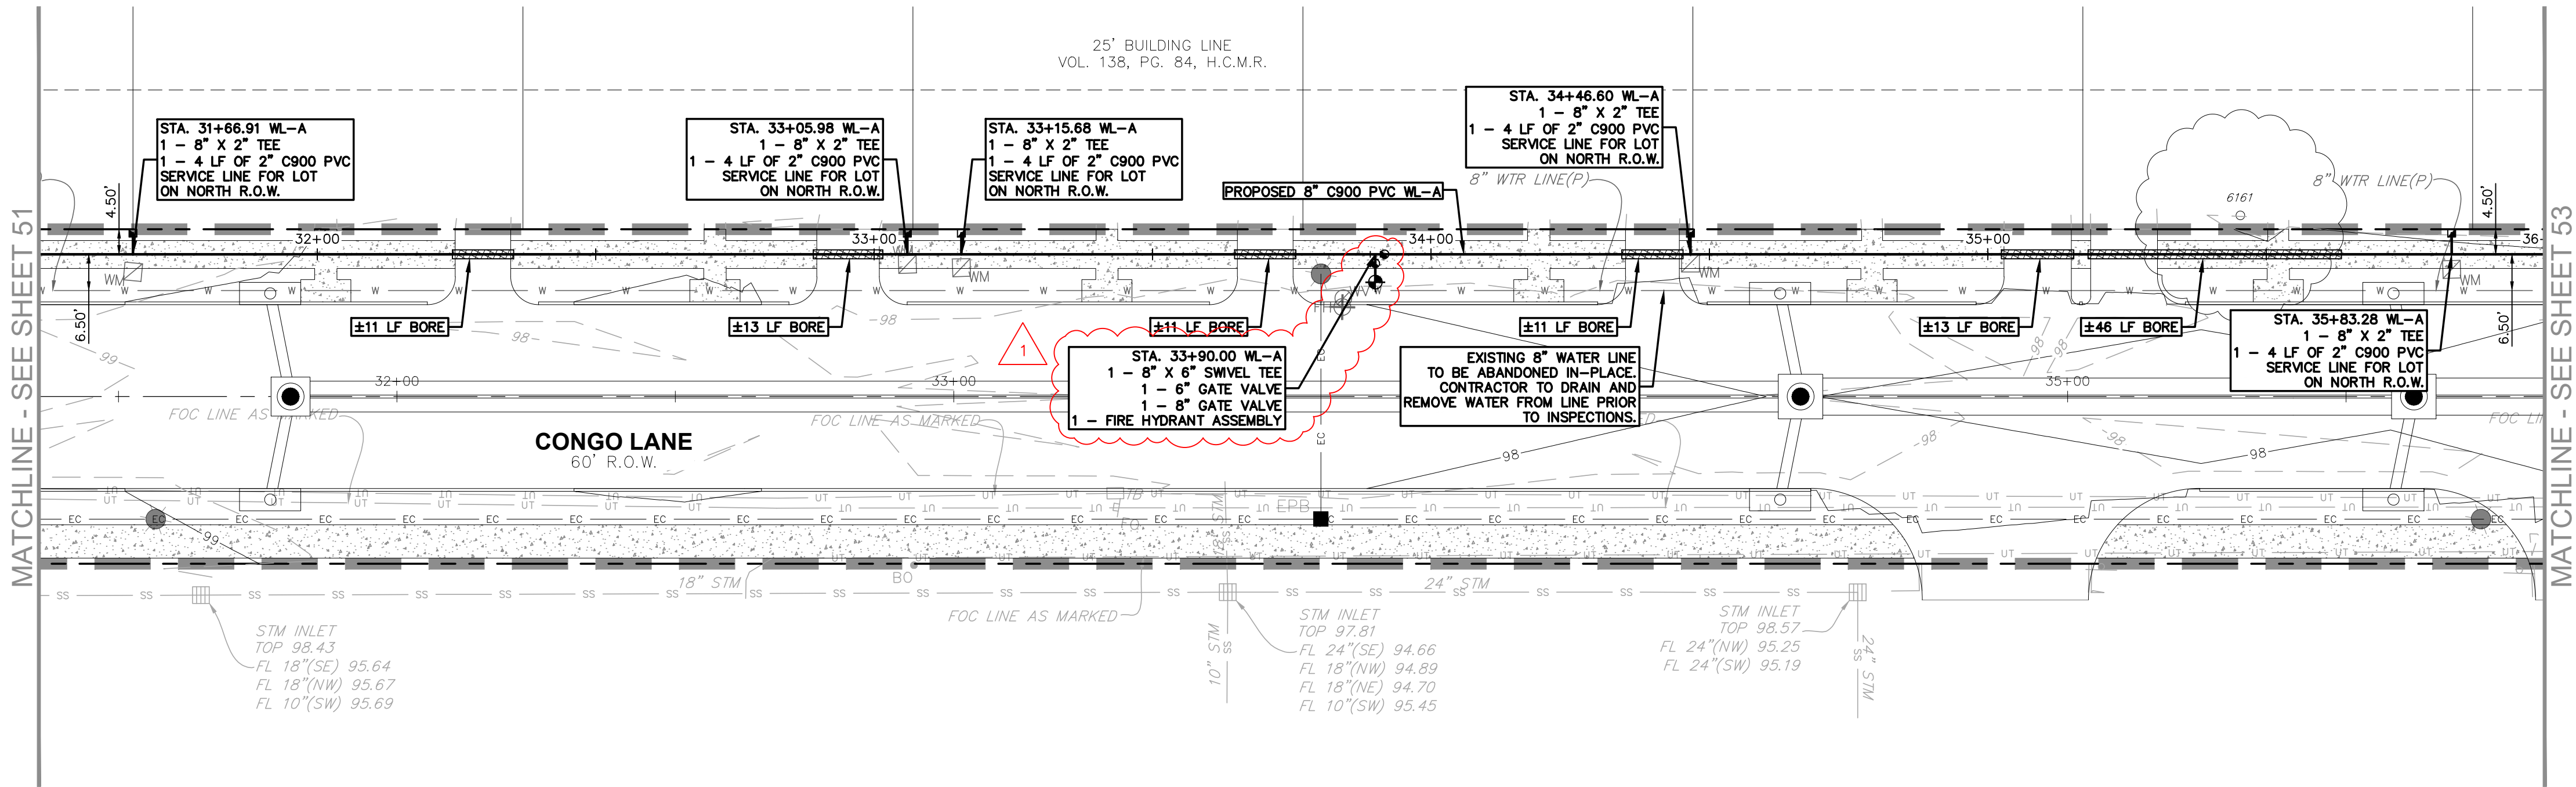 MATCHLINE - SEE SHEET 51
25' BUILDING LINE
VOL. 138, PG. 84, H.C.M.R.
STA. 31+66.91 WL-A
1 - 8" X 2" TEE
1 - 4 LF OF 2" C900 PVC
SERVICE LINE FOR LOT
ON NORTH R.O.W.
STA. 33+05.98 WL-A
1 - 8" X 2" TEE
1 - 4 LF OF 2" C900 PVC
SERVICE LINE FOR LOT
ON NORTH R.O.W.
STA. 33+15.68 WL-A
1 - 8" X 2" TEE
1 - 4 LF OF 2" C900 PVC
SERVICE LINE FOR LOT
ON NORTH R.O.W.
STA. 34+46.60 WL-A
1 - 8" X 2" TEE
1 - 4 LF OF 2" C900 PVC
SERVICE LINE FOR LOT
ON NORTH R.O.W.
PROPOSED 8" C900 PVC WL-A
8" WTR LINE(P)
8" WTR LINE(P)
6161
4.50'
4.50'
32+00
33+00
34+00
35+00
36+
WM
WM
WM
WM
WM
6.50'
6.50'
±11 LF BORE
±13 LF BORE
±11 LF BORE
±11 LF BORE
±13 LF BORE
±46 LF BORE
FH
1
STA. 33+90.00 WL-A
1 - 8" X 6" SWIVEL TEE
1 - 6" GATE VALVE
1 - 8" GATE VALVE
1 - FIRE HYDRANT ASSEMBLY
EXISTING 8" WATER LINE
TO BE ABANDONED IN-PLACE.
CONTRACTOR TO DRAIN AND
REMOVE WATER FROM LINE PRIOR
TO INSPECTIONS.
STA. 35+83.28 WL-A
1 - 8" X 2" TEE
1 - 4 LF OF 2" C900 PVC
SERVICE LINE FOR LOT
ON NORTH R.O.W.
99
98
98
98
98
32+00
33+00
35+00
FOC LINE AS MARKED
FOC LINE AS MARKED
FOC LI
CONGO LANE
60' R.O.W.
98
98
98
98
99
TB
EO
EPB
18" STM
BO
18" STM
24" STM
FOC LINE AS MARKED
STM INLET
TOP 98.43
FL 18"(SE) 95.64
FL 18"(NW) 95.67
FL 10"(SW) 95.69
10" STM
STM INLET
TOP 97.81
FL 24"(SE) 94.66
FL 18"(NW) 94.89
FL 18"(NE) 94.70
FL 10"(SW) 95.45
STM INLET
TOP 98.57
FL 24"(NW) 95.25
FL 24"(SW) 95.19
24" STM
MATCHLINE - SEE SHEET 53